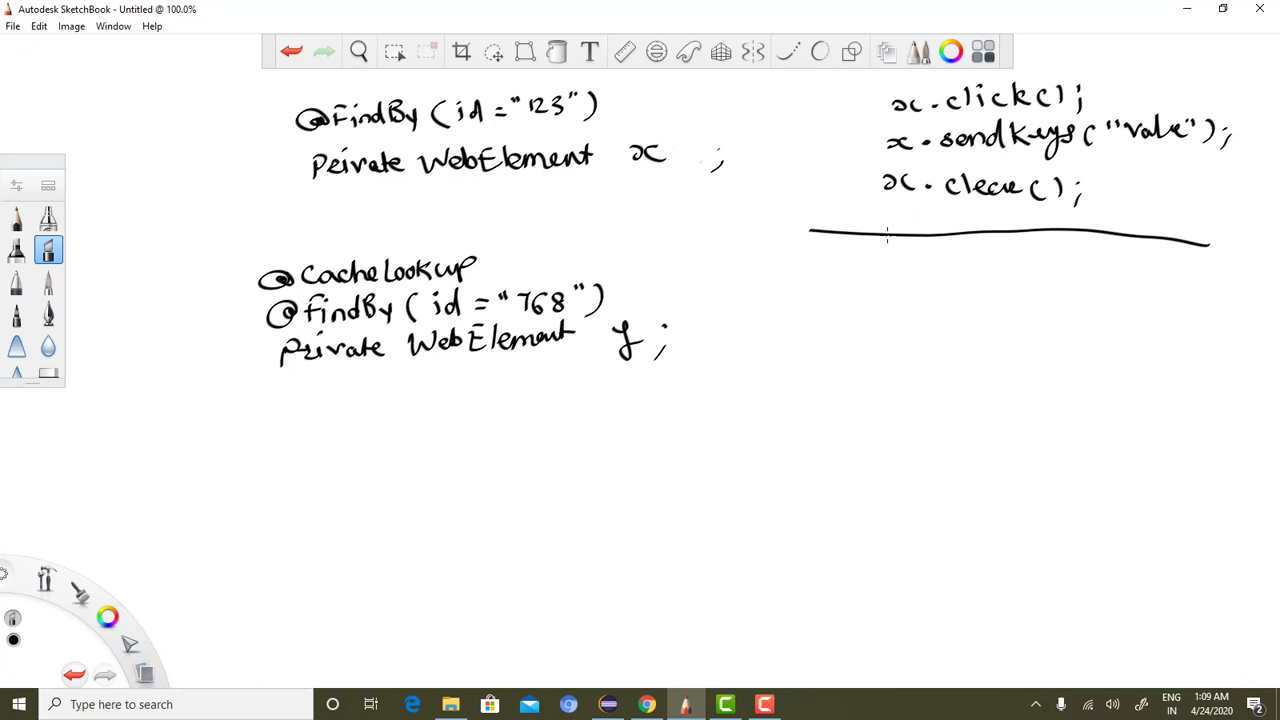 Autodesk SketchBook - Untitled @ 100.0%
File Edit Image Window Help
@FindBy (id = "123")
Private WebElement x ;
x.click();
x.sendKeys("value");
x.clear();
@CacheLookup
@FindBy (id = "768")
Private WebElement y ;
Type here to search
ENG
IN
1:09 AM
4/24/2020
2